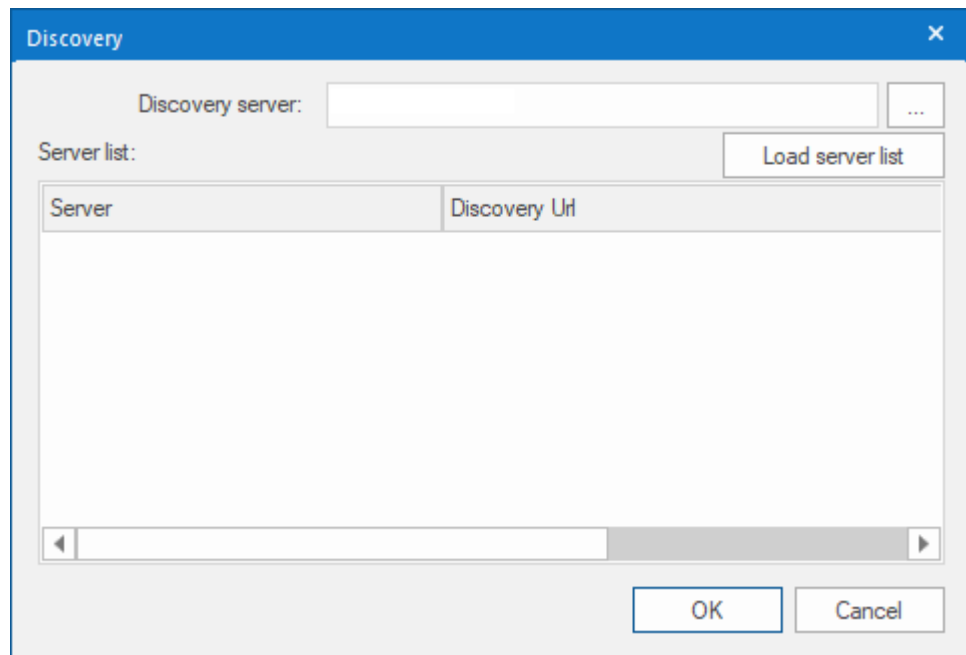 Discovery
Discovery server:
...
Server list:
Load server list
Server
Discovery Url
OK
Cancel